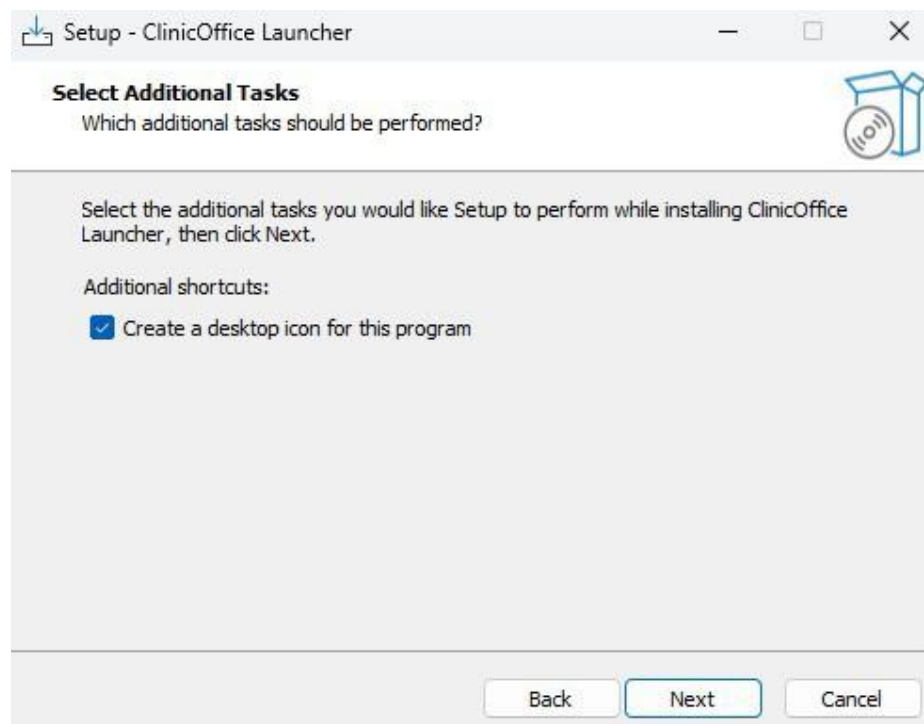 Setup - ClinicOffice Launcher
Select Additional Tasks
Which additional tasks should be performed?
Select the additional tasks you would like Setup to perform while installing ClinicOffice
Launcher, then click Next.
Additional shortcuts:
Create a desktop icon for this program
Back
Next
Cancel